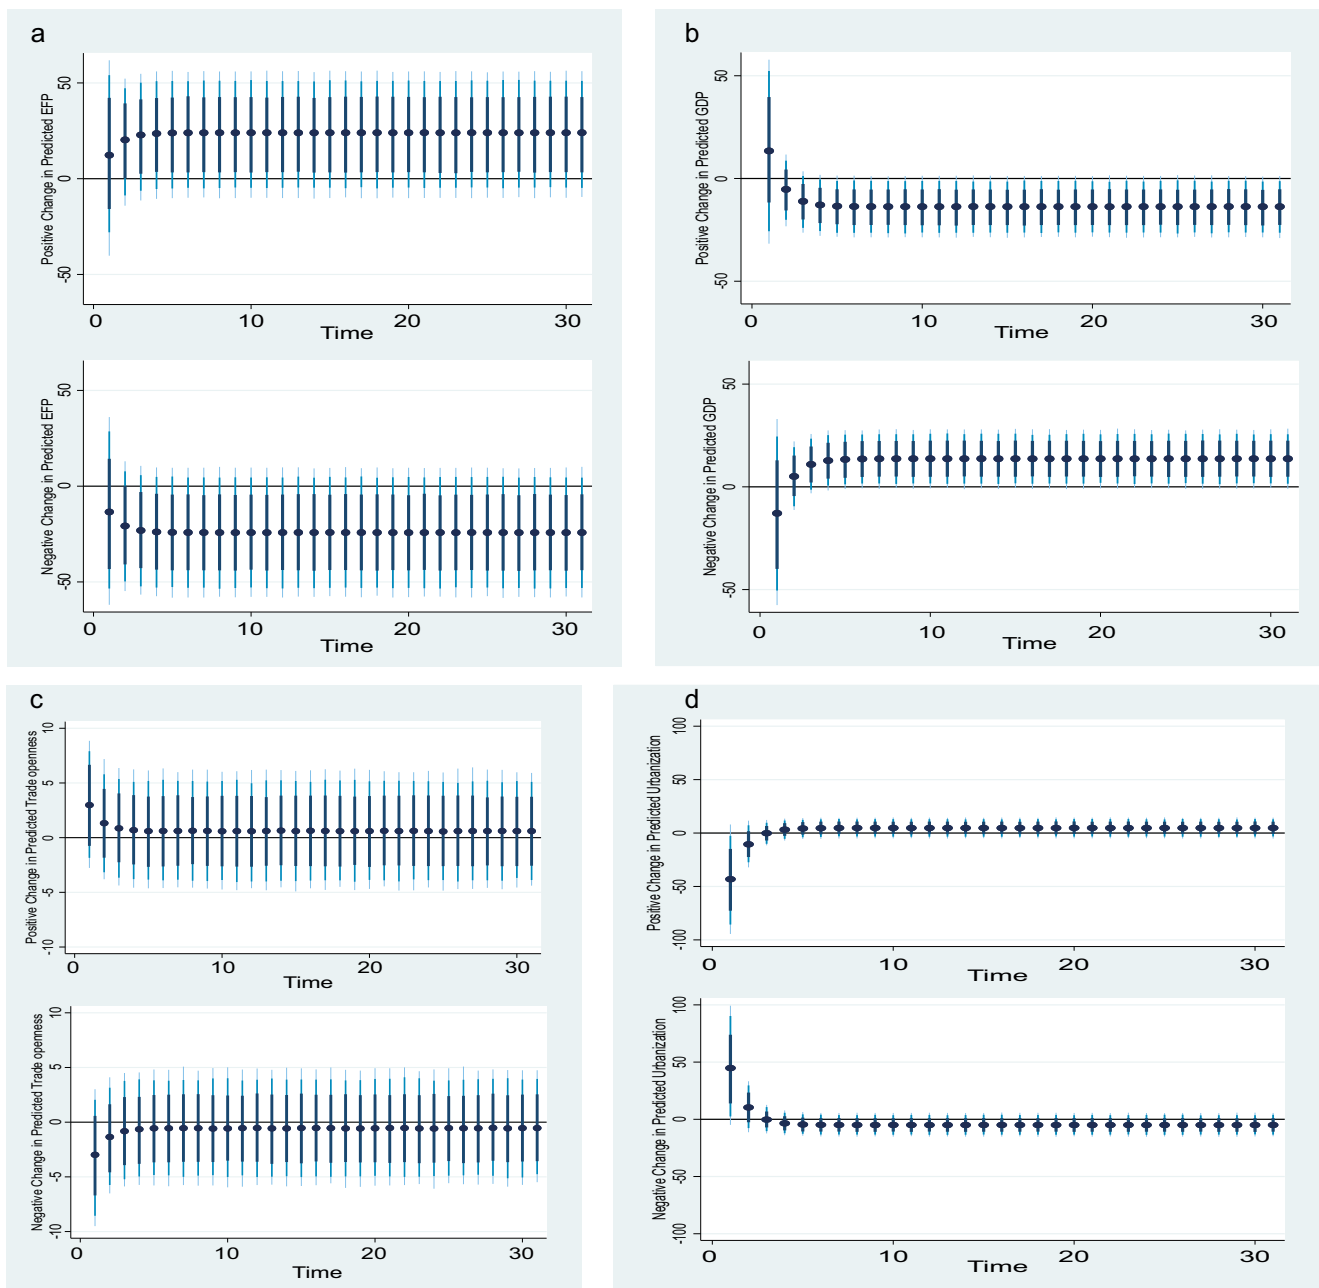 a
Positive Change in Predicted EFP
50
0
-50
0 10 20 30
Time
Negative Change in Predicted EFP
50
0
-50
0 10 20 30
Time
b
Positive Change in Predicted GDP
50
0
-50
0 10 20 30
Time
Negative Change in Predicted GDP
50
0
-50
0 10 20 30
Time
c
Positive Change in Predicted Trade openness
10
5
0
-5
-10
0 10 20 30
Time
Negative Change in Predicted Trade openness
10
5
0
-5
-10
0 10 20 30
Time
d
Positive Change in Predicted Urbanization
100
50
0
-50
-100
0 10 20 30
Time
Negative Change in Predicted Urbanization
100
50
0
-50
-100
0 10 20 30
Time